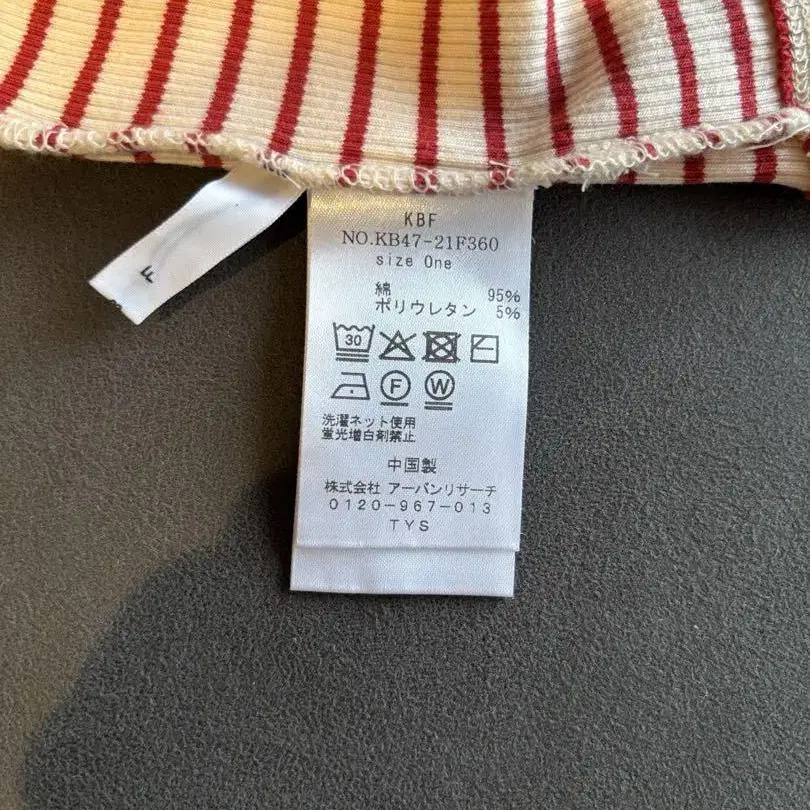 KBF
NO.KB47-21F360
size One
綿 95%
ポリウレタン 5%
30
F W
洗濯ネット使用
蛍光増白剤禁止
中国製
株式会社 アーバンリサーチ
0120-967-013
TYS
F